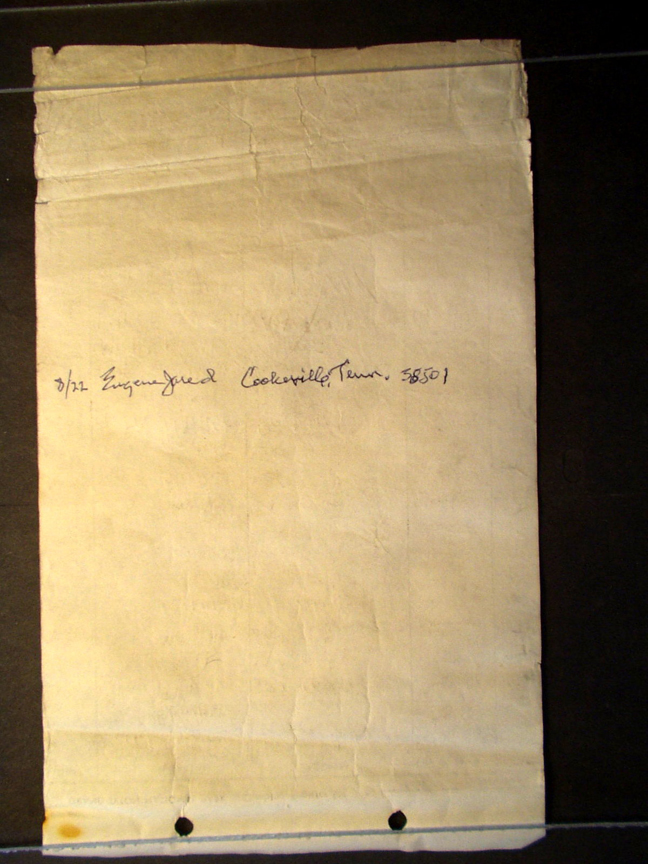 8/22 Eugene Jared Cookeville, Tenn. 38501